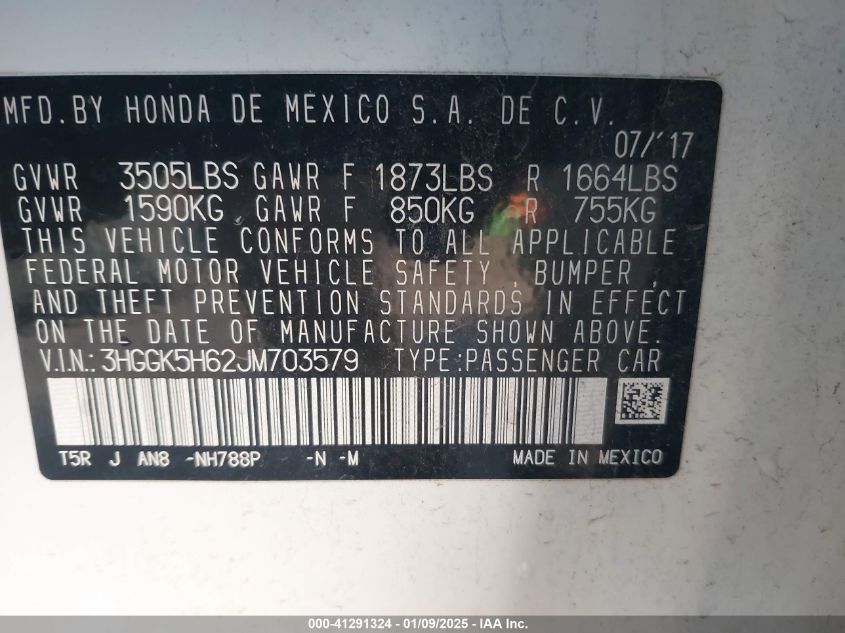 MFD.BY HONDA DE MEXICO S.A. DE C.V.
07/'17
GVWR 3505LBS GAWR F 1873LBS R 1664LBS
GVWR 1590KG GAWR F 850KG R 755KG
THIS VEHICLE CONFORMS TO ALL APPLICABLE
FEDERAL MOTOR VEHICLE SAFETY , BUMPER ,
AND THEFT PREVENTION STANDARDS IN EFFECT
ON THE DATE OF MANUFACTURE SHOWN ABOVE.
V.I.N.: 3HGGK5H62JM703579 TYPE:PASSENGER CAR
T5R J AN8 -NH788P -N -M MADE IN MEXICO
000-41291324 - 01/09/2025 - IAA Inc.